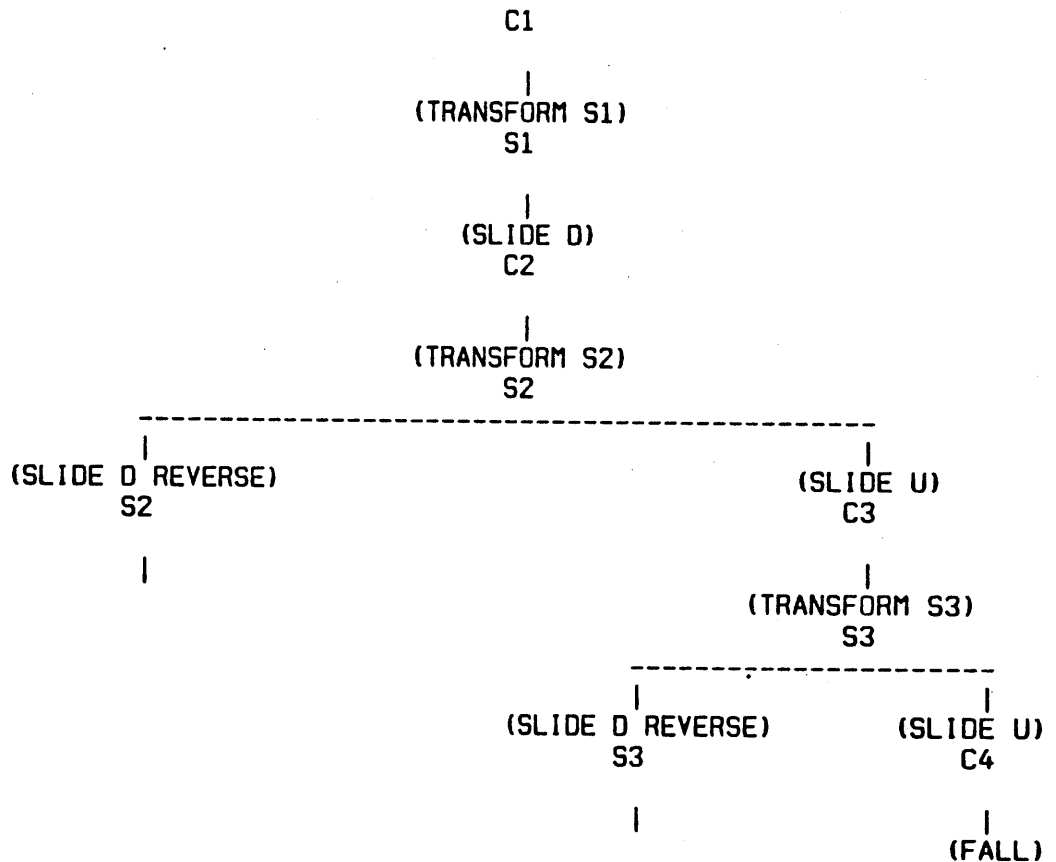 C1
|
(TRANSFORM S1)
S1
|
(SLIDE D)
C2
|
(TRANSFORM S2)
S2
------------------------------------------------
| |
(SLIDE D REVERSE) (SLIDE U)
S2 C3
| |
(TRANSFORM S3)
S3
------------------------
| |
(SLIDE D REVERSE) (SLIDE U)
S3 C4
| |
(FALL)